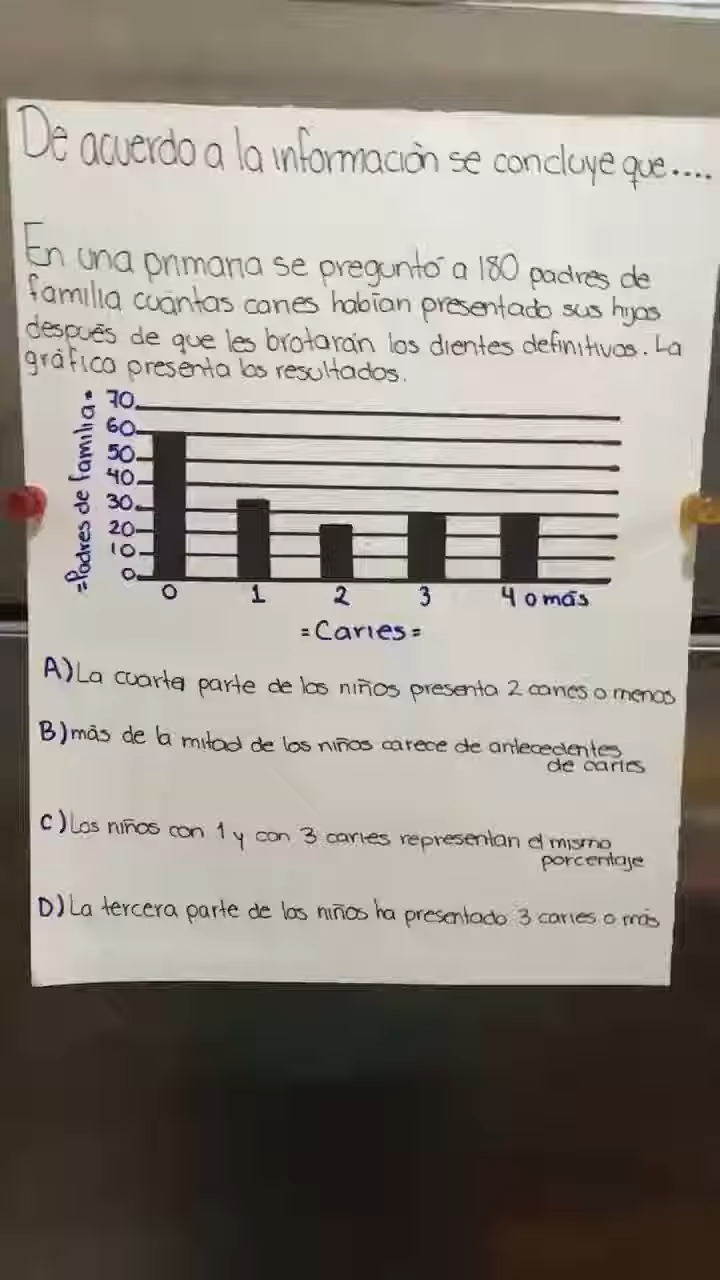 De acuerdo a la información se concluye que....
En una primaria se preguntó a 180 padres de
familia cuantas caries habían presentado sus hijos
después de que les brotarán los dientes definitivos. La
gráfica presenta los resultados.
=Padres de familia=
70
60
50
40
30
20
10
0
0 1 2 3 4 o más
=Caries=
A) La cuarta parte de los niños presenta 2 caries o menos
B) más de la mitad de los niños carece de antecedentes
de caries
C) Los niños con 1 y con 3 caries representan el mismo
porcentaje
D) La tercera parte de los niños ha presentado 3 caries o más